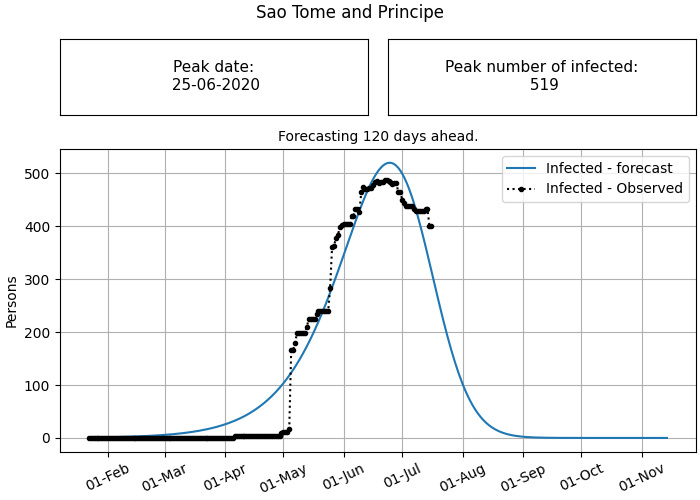 Sao Tome and Principe
Peak date:
25-06-2020
Peak number of infected:
519
Forecasting 120 days ahead.
Infected - forecast
Infected - Observed
Persons
500
400
300
200
100
0
01-Feb
01-Mar
01-Apr
01-May
01-Jun
01-Jul
01-Aug
01-Sep
01-Oct
01-Nov